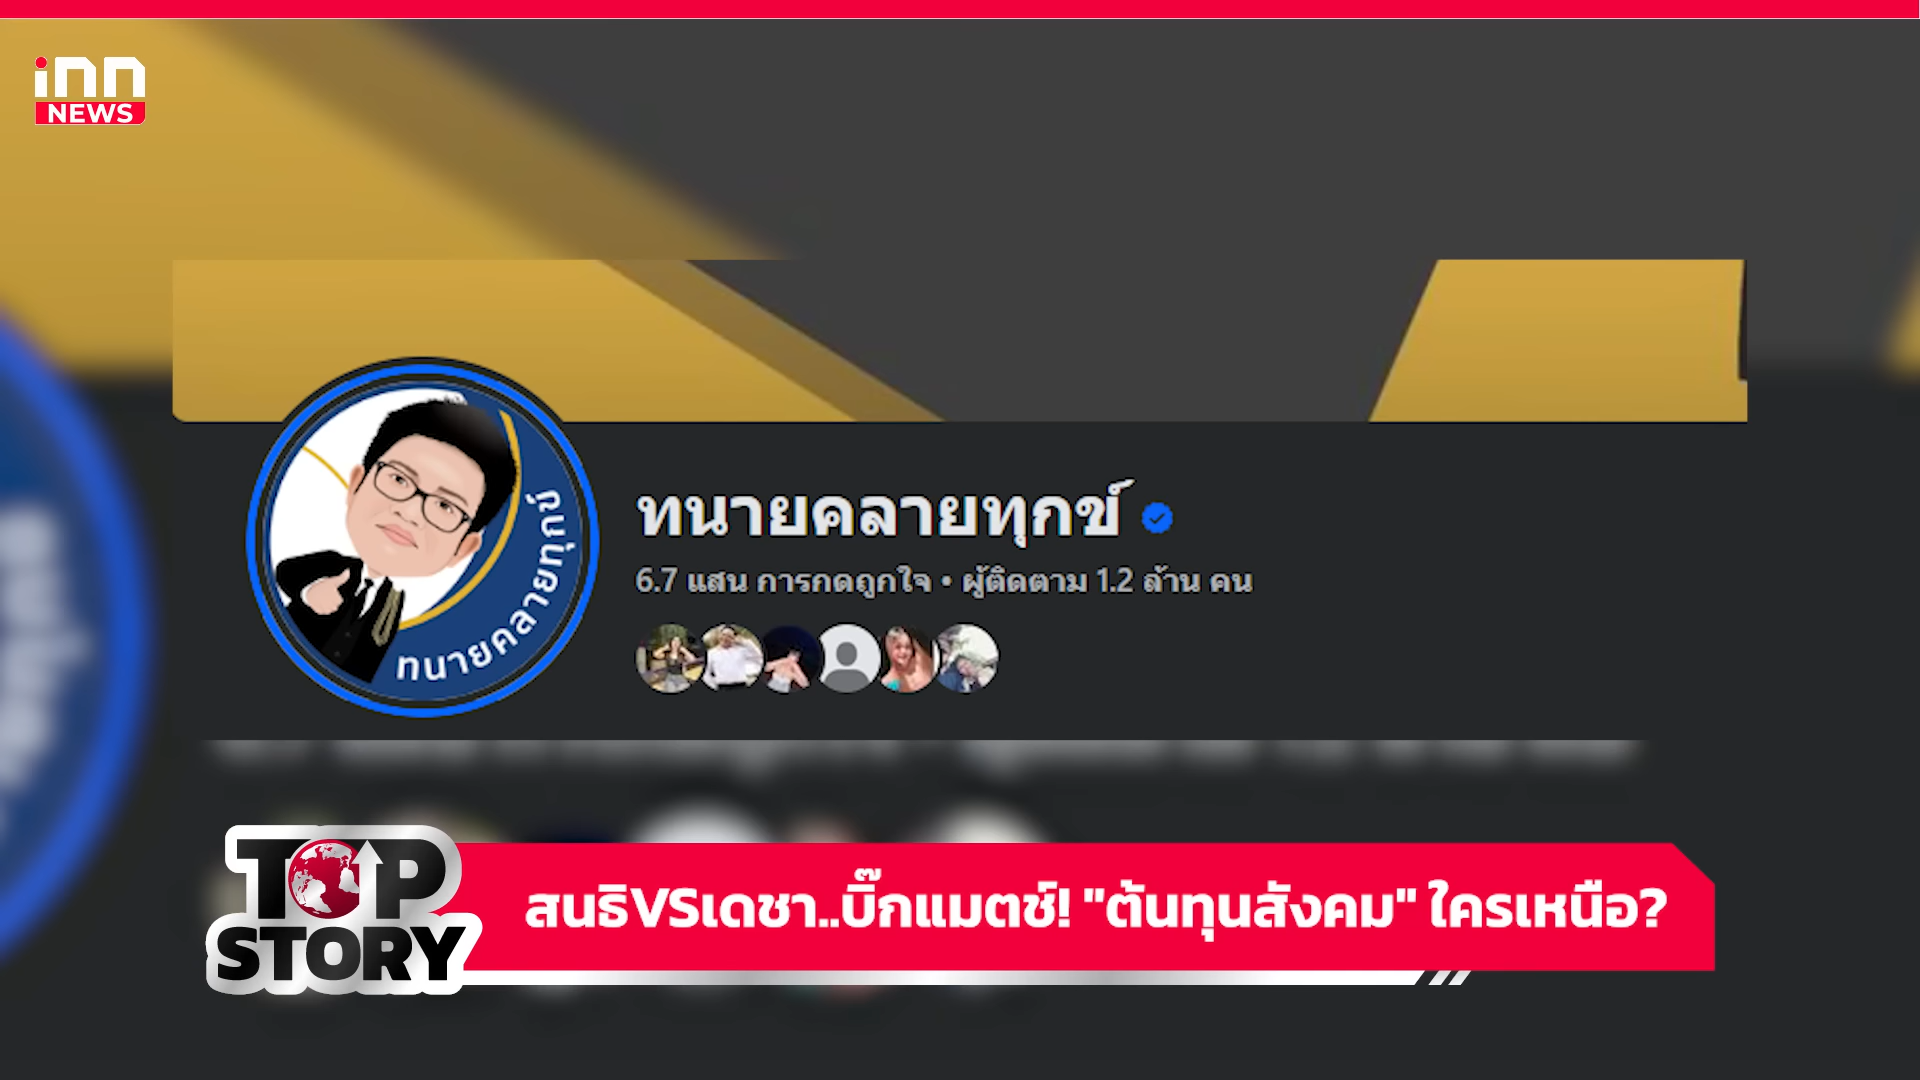 inn
NEWS
ทนายคลายทุกข์
6.7 แสน การกดถูกใจ • ผู้ติดตาม 1.2 ล้าน คน
ทนายคลายทุกข์
TOP
STORY
สนธิVSเดชา..บิ๊กแมตช์! "ต้นทุนสังคม" ใครเหนือ?